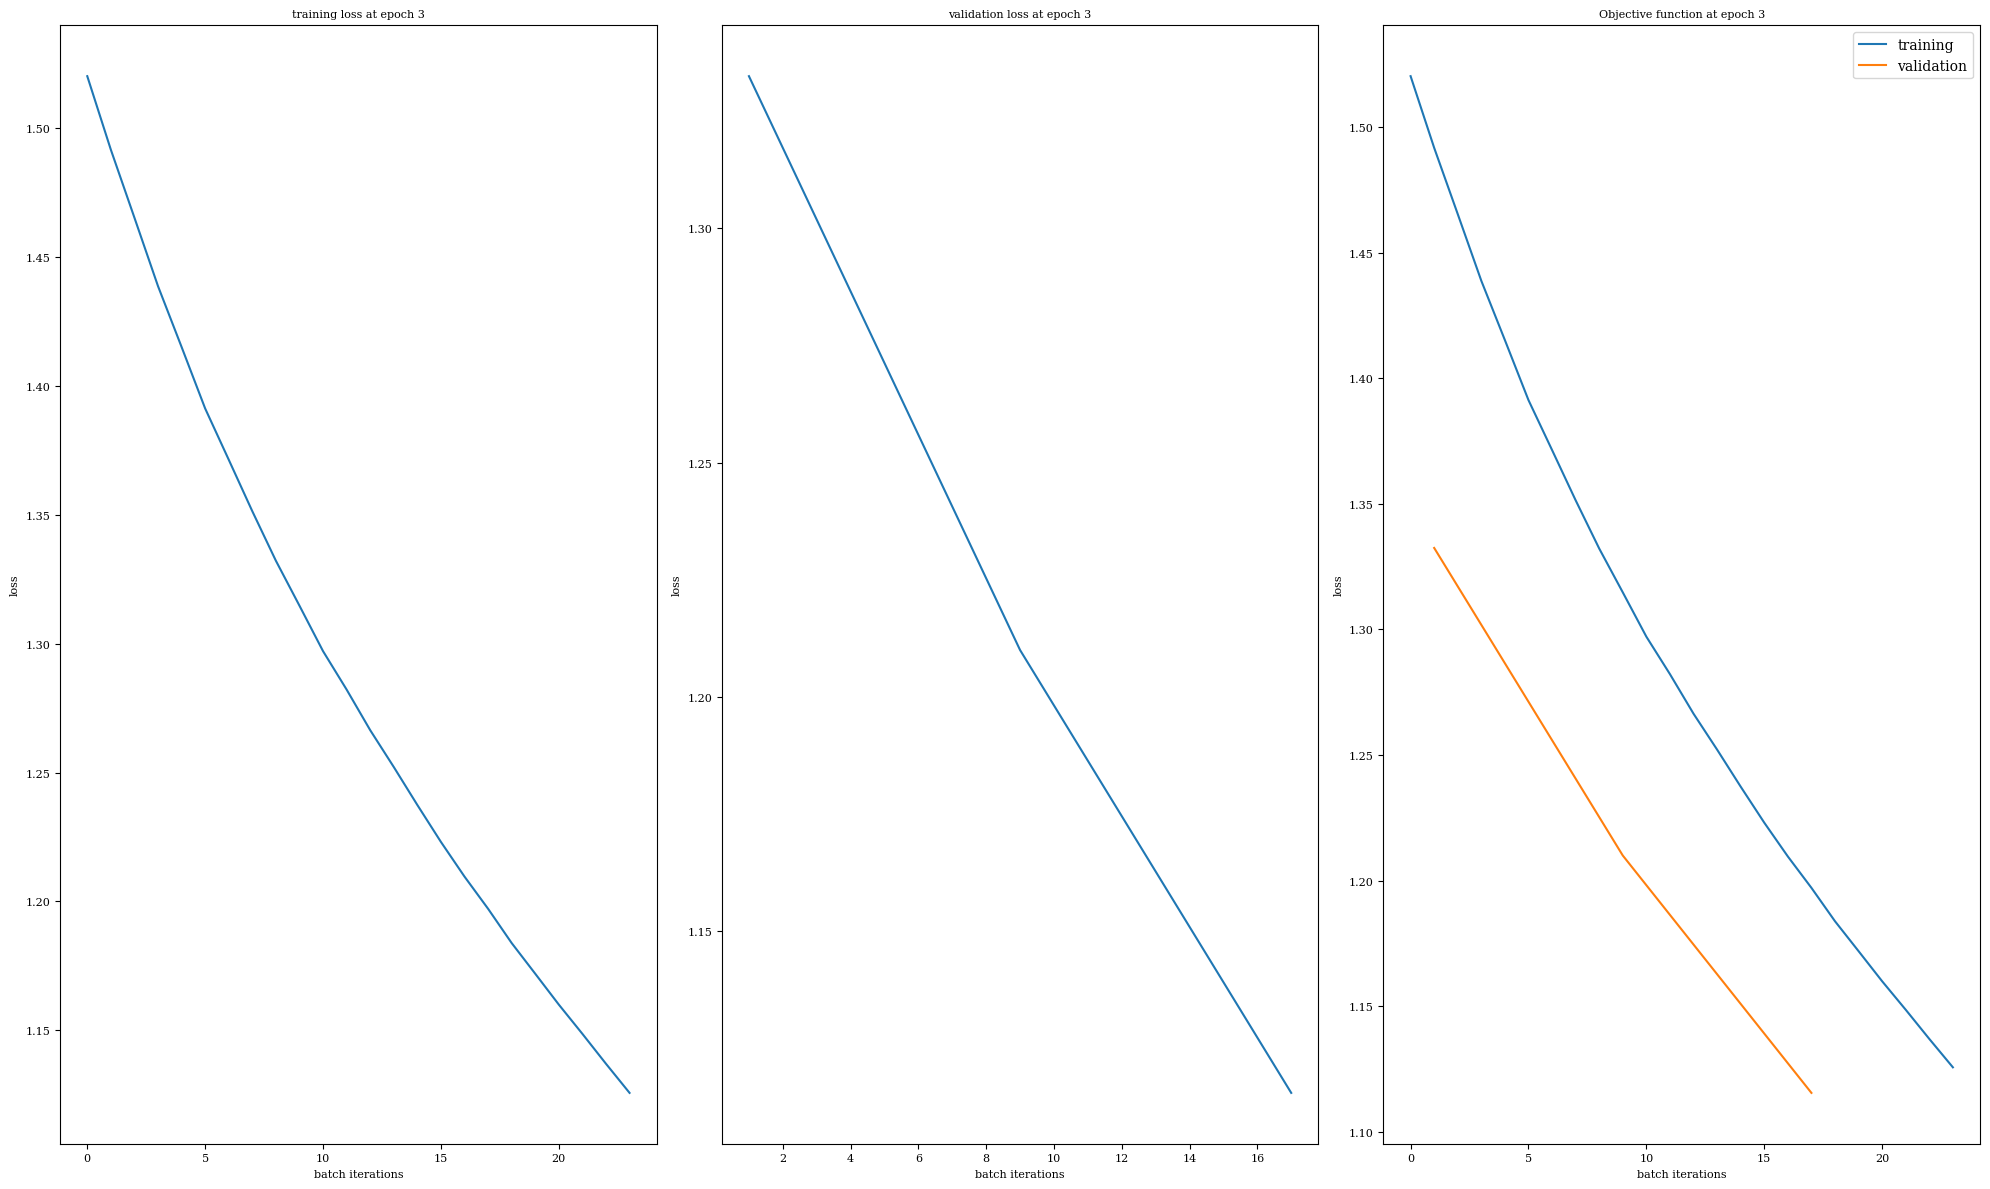 training loss at epoch 3
1.50
1.45
1.40
1.35
1.30
1.25
1.20
1.15
loss
0 5 10 15 20
batch iterations
validation loss at epoch 3
1.30
1.25
1.20
1.15
loss
2 4 6 8 10 12 14 16
batch iterations
Objective function at epoch 3
training
validation
1.50
1.45
1.40
1.35
1.30
1.25
1.20
1.15
1.10
loss
0 5 10 15 20
batch iterations